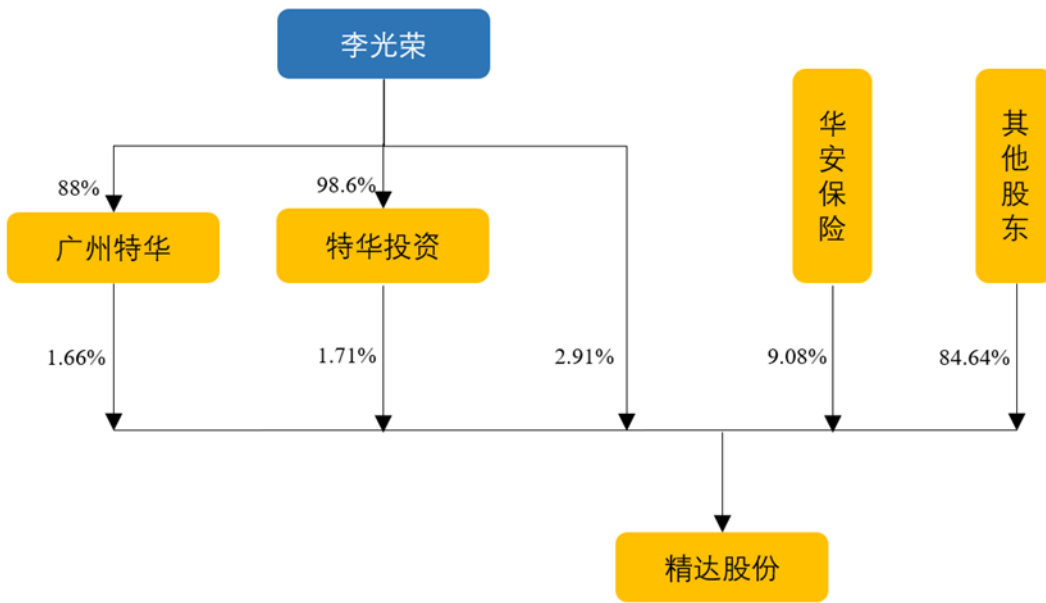 李光荣
华安保险
其他股东
88%
98.6%
广州特华
特华投资
1.66%
1.71%
2.91%
9.08%
84.64%
精达股份